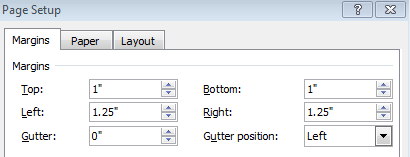 Page Setup
Margins Paper Layout
Margins
Top: 1" Bottom: 1"
Left: 1.25" Right: 1.25"
Gutter: 0" Gutter position: Left